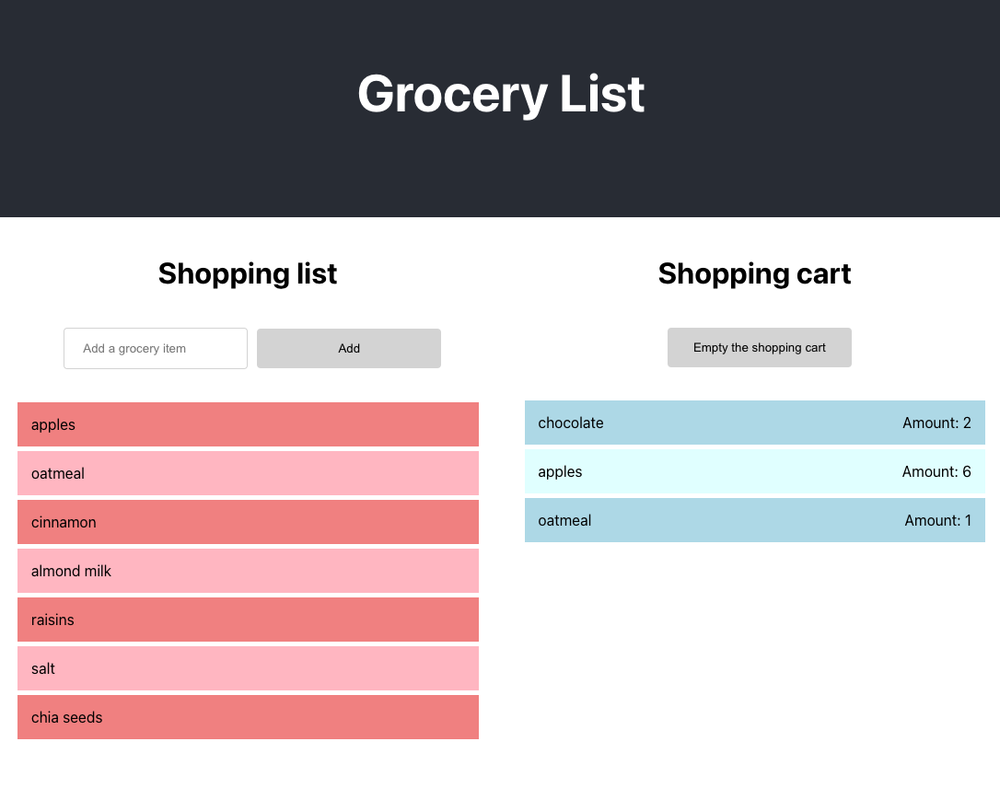 Grocery List
Shopping list
Add a grocery item
Add
apples
oatmeal
cinnamon
almond milk
raisins
salt
chia seeds
Shopping cart
Empty the shopping cart
chocolate Amount: 2
apples Amount: 6
oatmeal Amount: 1